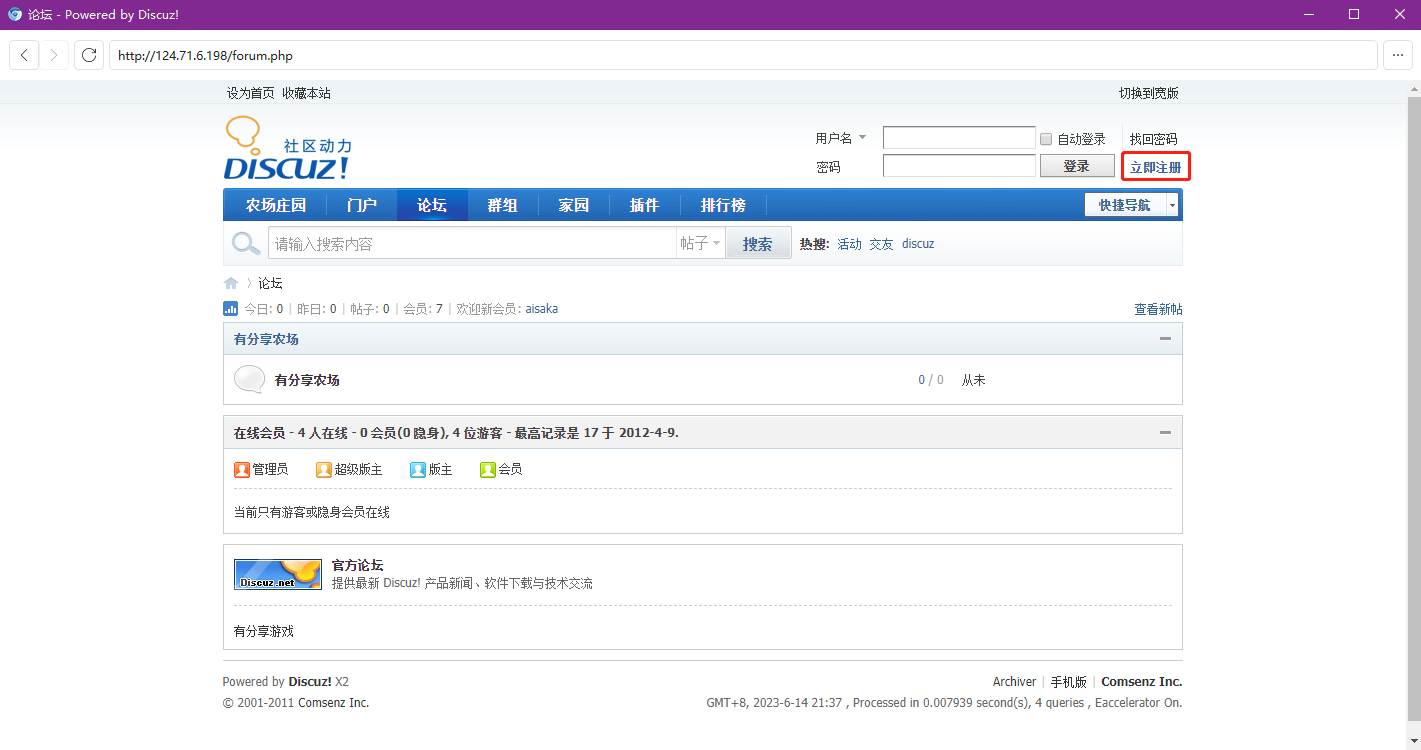 论坛 - Powered by Discuz!
http://124.71.6.198/forum.php
设为首页 收藏本站 切换到宽版
社区动力
DISCUZ!
用户名 自动登录 找回密码
密码 登录 立即注册
农场庄园 门户 论坛 群组 家园 插件 排行榜 快捷导航
请输入搜索内容 帖子 搜索 热搜: 活动 交友 discuz
论坛
今日: 0 | 昨日: 0 | 帖子: 0 | 会员: 7 | 欢迎新会员: aisaka 查看新帖
有分享农场
有分享农场 0 / 0 从未
在线会员 - 4 人在线 - 0 会员(0 隐身), 4 位游客 - 最高记录是 17 于 2012-4-9.
管理员 超级版主 版主 会员
当前只有游客或隐身会员在线
Discuz.net
官方论坛
提供最新 Discuz! 产品新闻、软件下载与技术交流
有分享游戏
Powered by Discuz! X2 Archiver | 手机版 | Comsenz Inc.
© 2001-2011 Comsenz Inc. GMT+8, 2023-6-14 21:37 , Processed in 0.007939 second(s), 4 queries , Eaccelerator On.